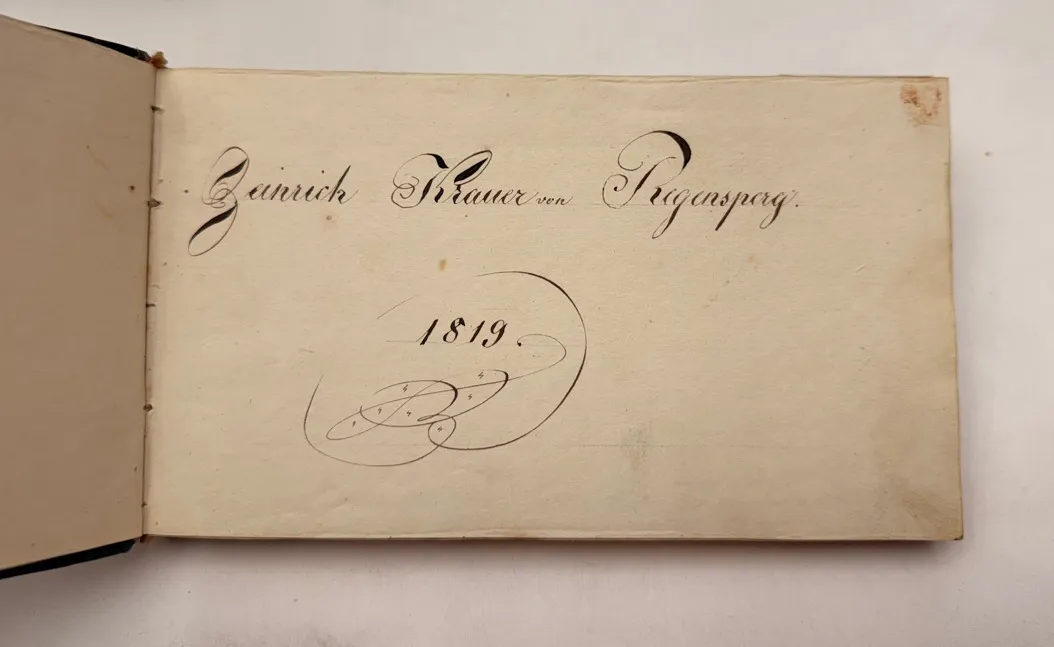 Heinrich Krauer von Regensperg.
1819.